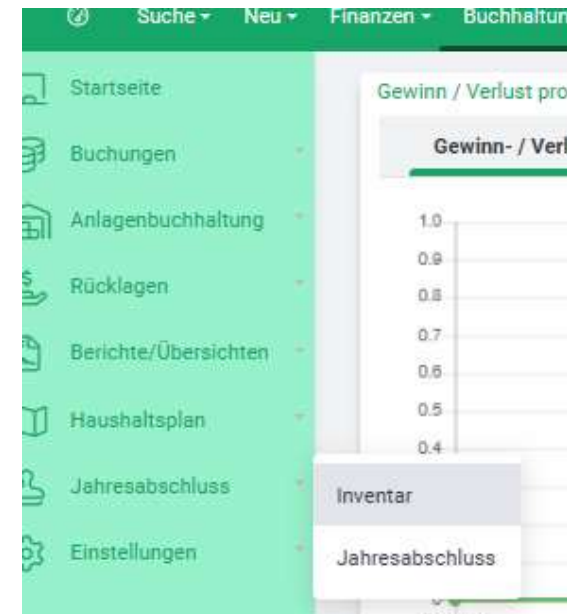 Suche Neu Finanzen Buchhaltun
Startseite
Buchungen
Anlagenbuchhaltung
Rücklagen
Berichte/Übersichten
Haushaltsplan
Jahresabschluss
Einstellungen
Gewinn / Verlust pro
Gewinn- / Verl
1.0
0.9
0.8
0.7
0.6
0.5
0.4
Inventar
Jahresabschluss